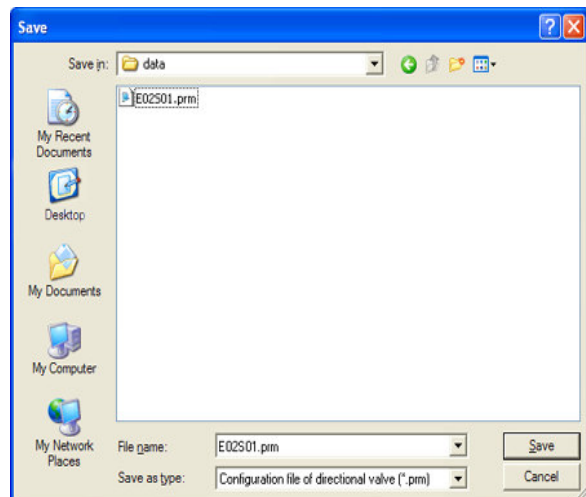 Save
Save in: data
E02S01.prm
My Recent
Documents
Desktop
My Documents
My Computer
My Network
Places
File name: E02S01.prm Save
Save as type: Configuration file of directional valve (*.prm) Cancel